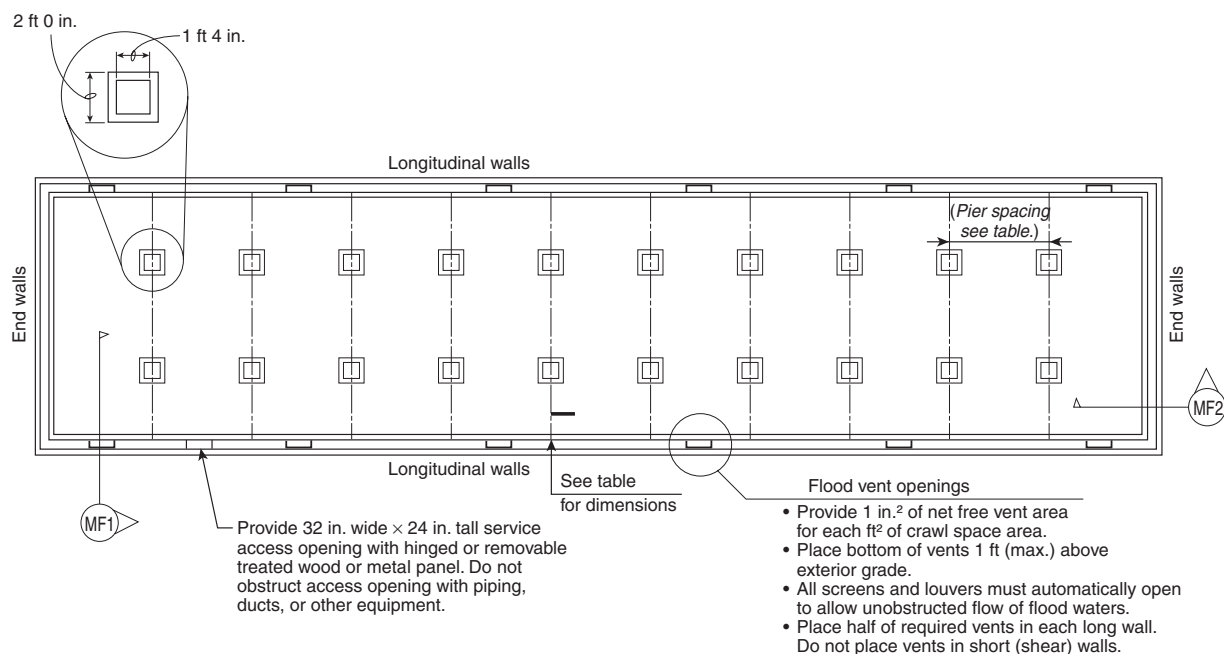 2 ft 0 in.
1 ft 4 in.
Longitudinal walls
(Pier spacing
see table.)
End walls
End walls
MF2
MF1
Longitudinal walls
See table
for dimensions
Provide 32 in. wide × 24 in. tall service
access opening with hinged or removable
treated wood or metal panel. Do not
obstruct access opening with piping,
ducts, or other equipment.
Flood vent openings
• Provide 1 in.² of net free vent area
for each ft² of crawl space area.
• Place bottom of vents 1 ft (max.) above
exterior grade.
• All screens and louvers must automatically open
to allow unobstructed flow of flood waters.
• Place half of required vents in each long wall.
Do not place vents in short (shear) walls.